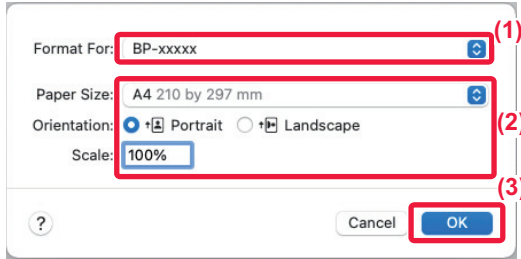 (1)
Format For: BP-xxxxx
Paper Size: A4 210 by 297 mm
(2)
Orientation: Portrait Landscape
Scale: 100%
(3)
? Cancel OK